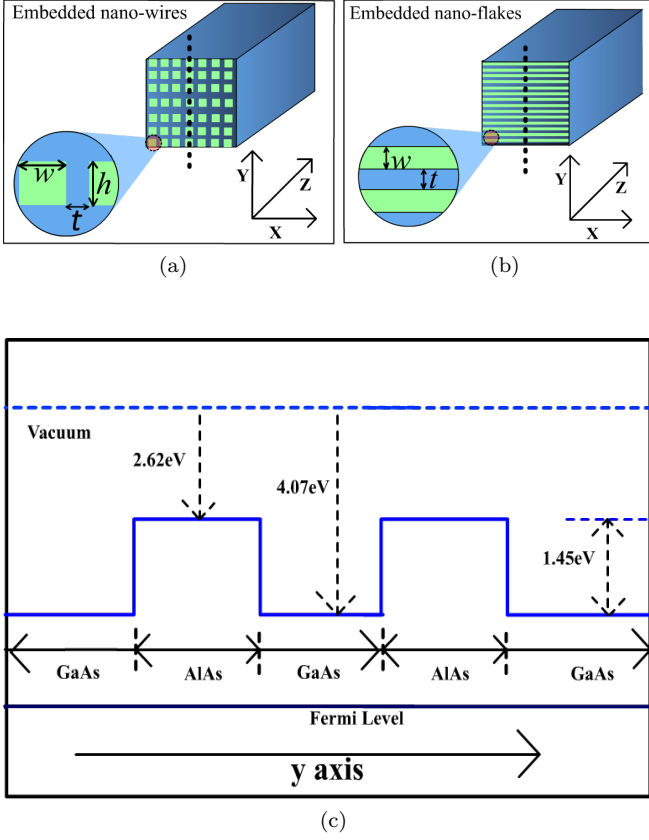 Embedded nano-wires
w
t
h
Y
Z
X
(a)
Embedded nano-flakes
w
t
Y
Z
X
(b)
Vacuum
2.62eV
4.07eV
1.45eV
GaAs
AlAs
GaAs
AlAs
GaAs
Fermi Level
y axis
(c)